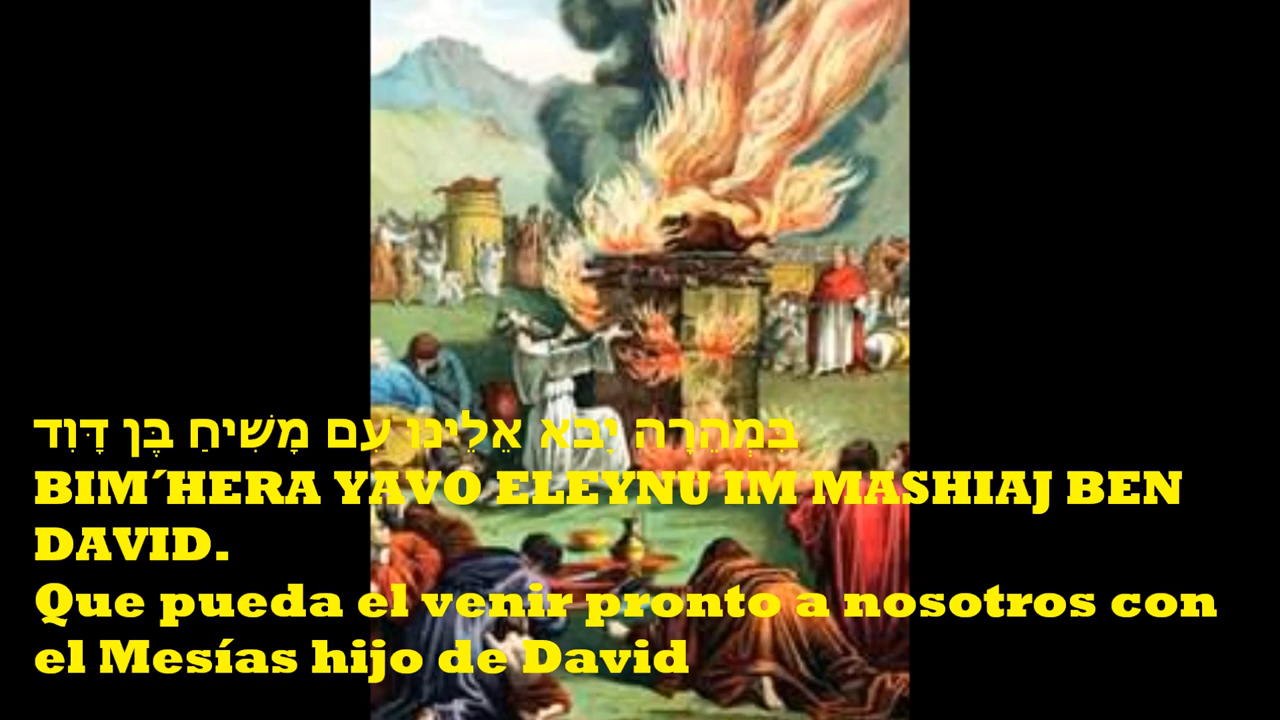 בִּמְהֵרָה יָבֹא אֵלֵינוּ עִם מָשִׁיחַ בֶּן דָּוִד
BIM´HERA YAVO ELEYNU IM MASHIAJ BEN
DAVID.
Que pueda el venir pronto a nosotros con
el Mesías hijo de David